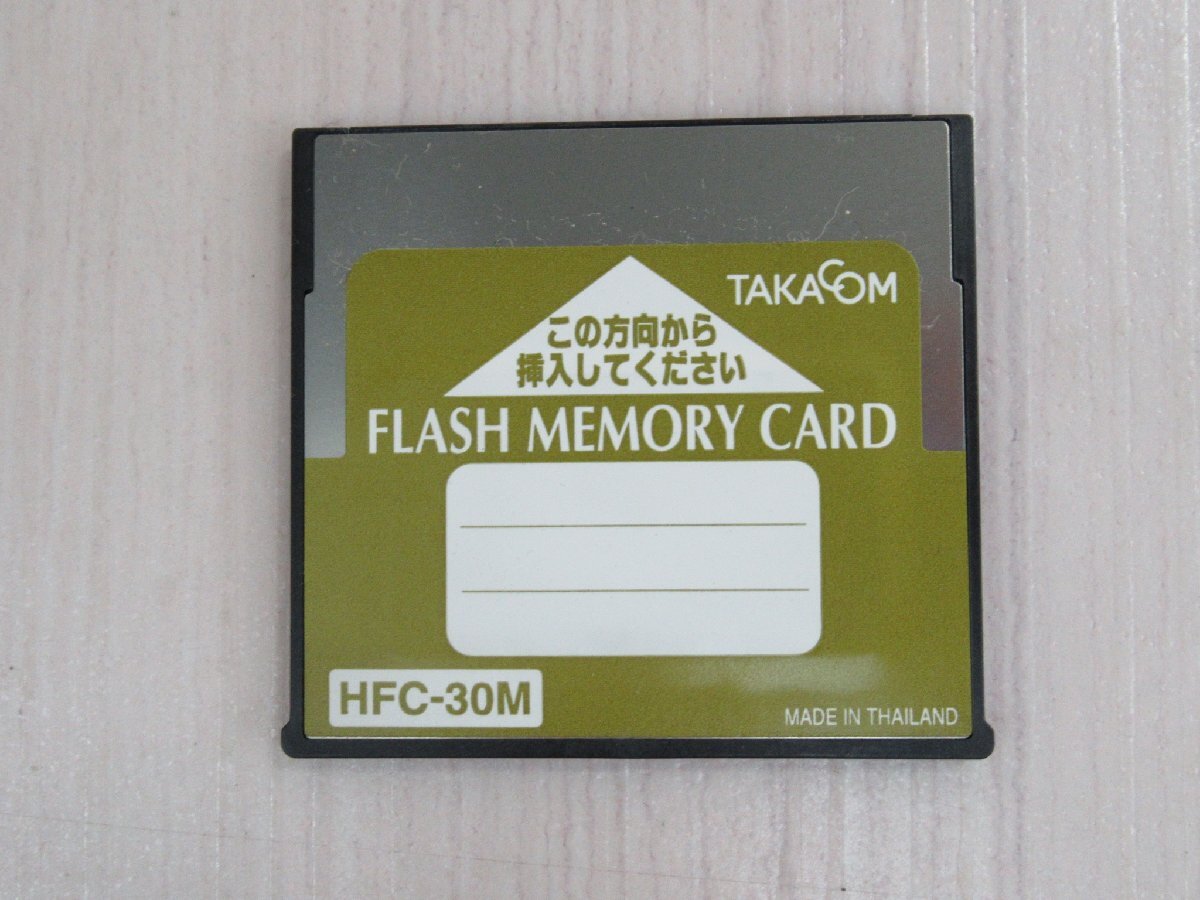 TAKACOM
この方向から
挿入してください
FLASH MEMORY CARD
HFC-30M
MADE IN THAILAND